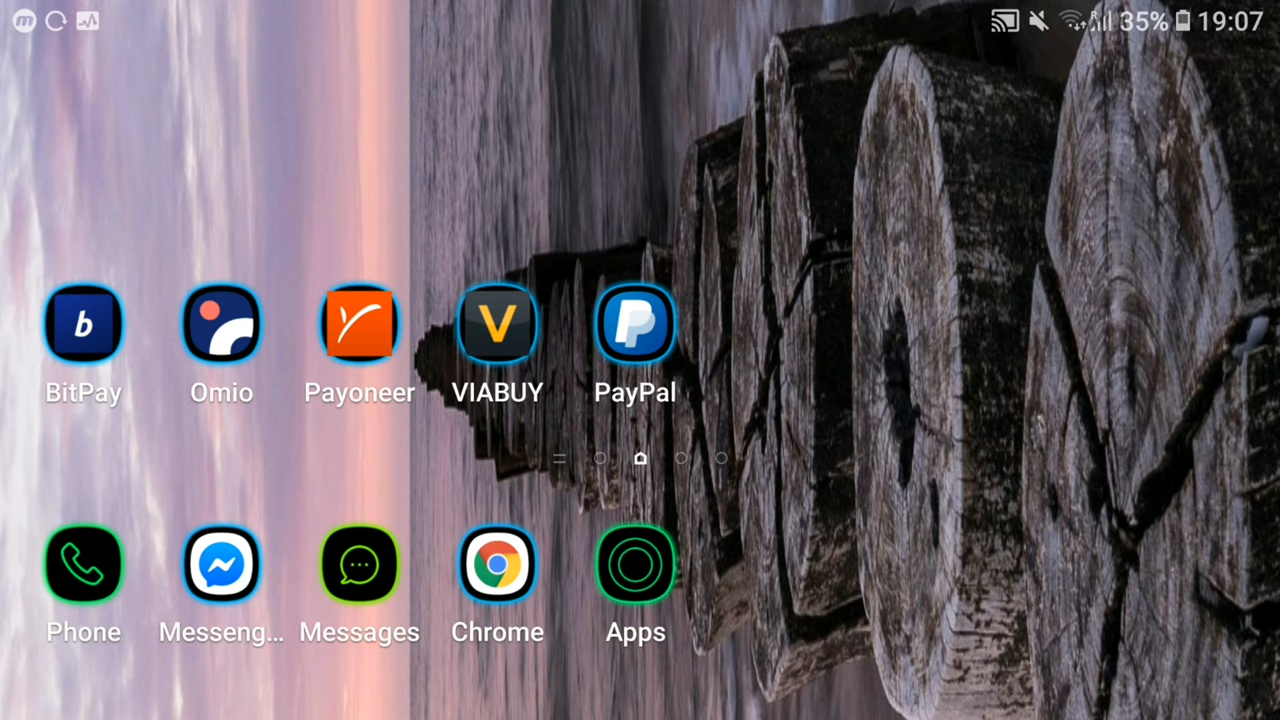 35% 19:07
BitPay Omio Payoneer VIABUY PayPal
Phone Messeng... Messages Chrome Apps